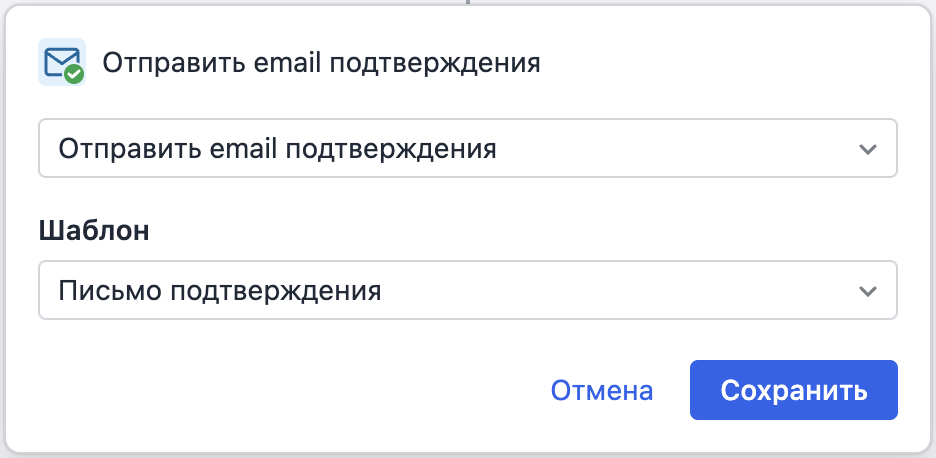 Отправить email подтверждения
Отправить email подтверждения
Шаблон
Письмо подтверждения
Отмена
Сохранить